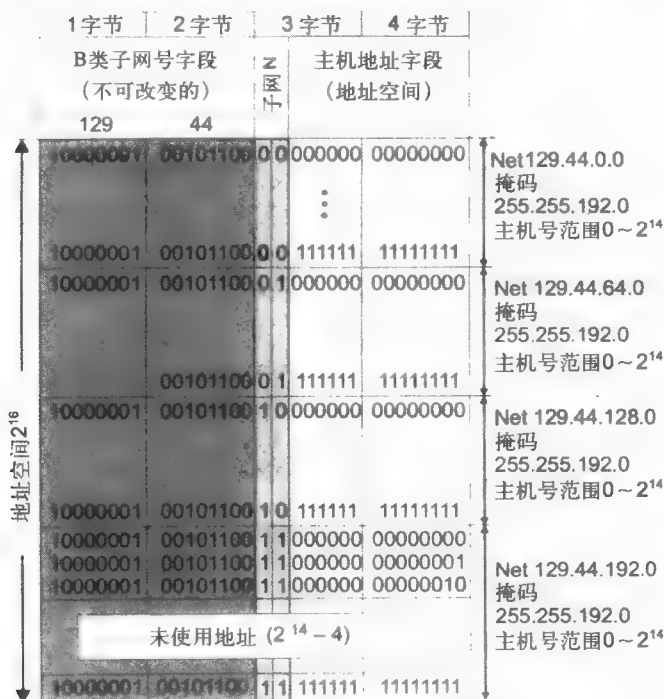 1字节 2字节 3字节 4字节
B类子网号字段
(不可改变的)
子网N
主机地址字段
(地址空间)
129 44
地址空间2¹⁶
10000001 00101100 0 0 000000 00000000
10000001 00101100 0 0 111111 11111111
Net129.44.0.0
掩码
255.255.192.0
主机号范围0~2¹⁴
10000001 00101100 0 1 000000 00000000
00101100 0 1 111111 11111111
Net 129.44.64.0
掩码
255.255.192.0
主机号范围0~2¹⁴
10000001 00101100 1 0 000000 00000000
10000001 00101100 1 0 111111 11111111
Net 129.44.128.0
掩码
255.255.192.0
主机号范围0~2¹⁴
10000001 00101100 1 1 000000 00000000
10000001 00101100 1 1 000000 00000001
10000001 00101100 1 1 000000 00000010
未使用地址 (2¹⁴−4)
10000001 00101100 1 1 111111 11111111
Net 129.44.192.0
掩码
255.255.192.0
主机号范围0~2¹⁴